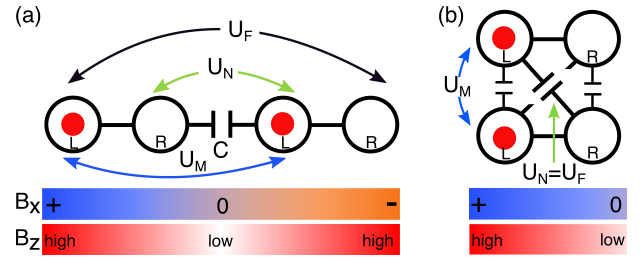 (a)
U_F
U_N
L R C L R
U_M
B_x + 0 -
B_z high low high
(b)
L R
U_M
L R
U_N=U_F
+ 0
high low